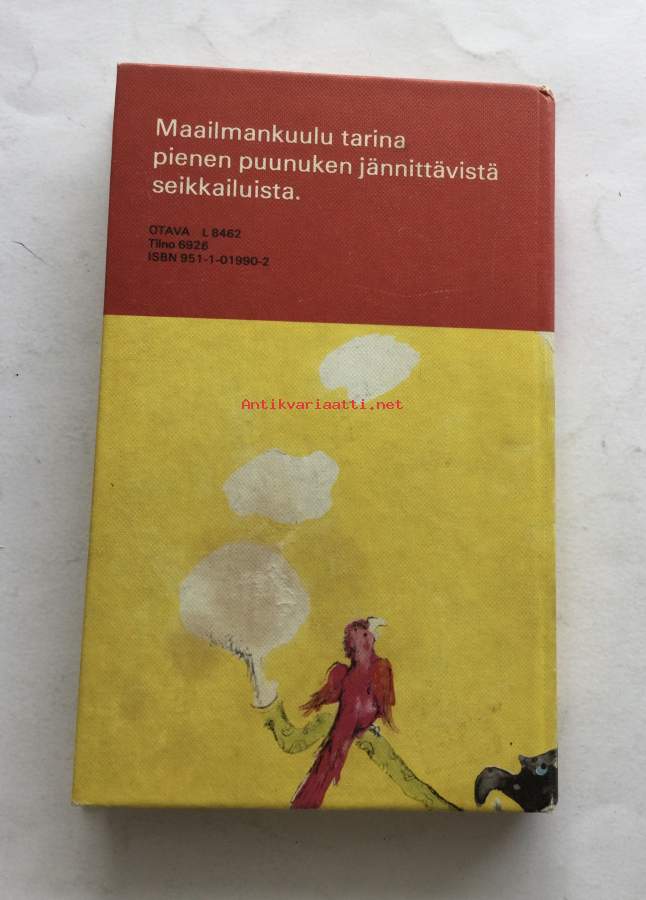 Maailmankuulu tarina
pienen puunuken jännittävistä
seikkailuista.
OTAVA L 8462
Tilno 6926
ISBN 951-1-01990-2
Antikvariaatti.net